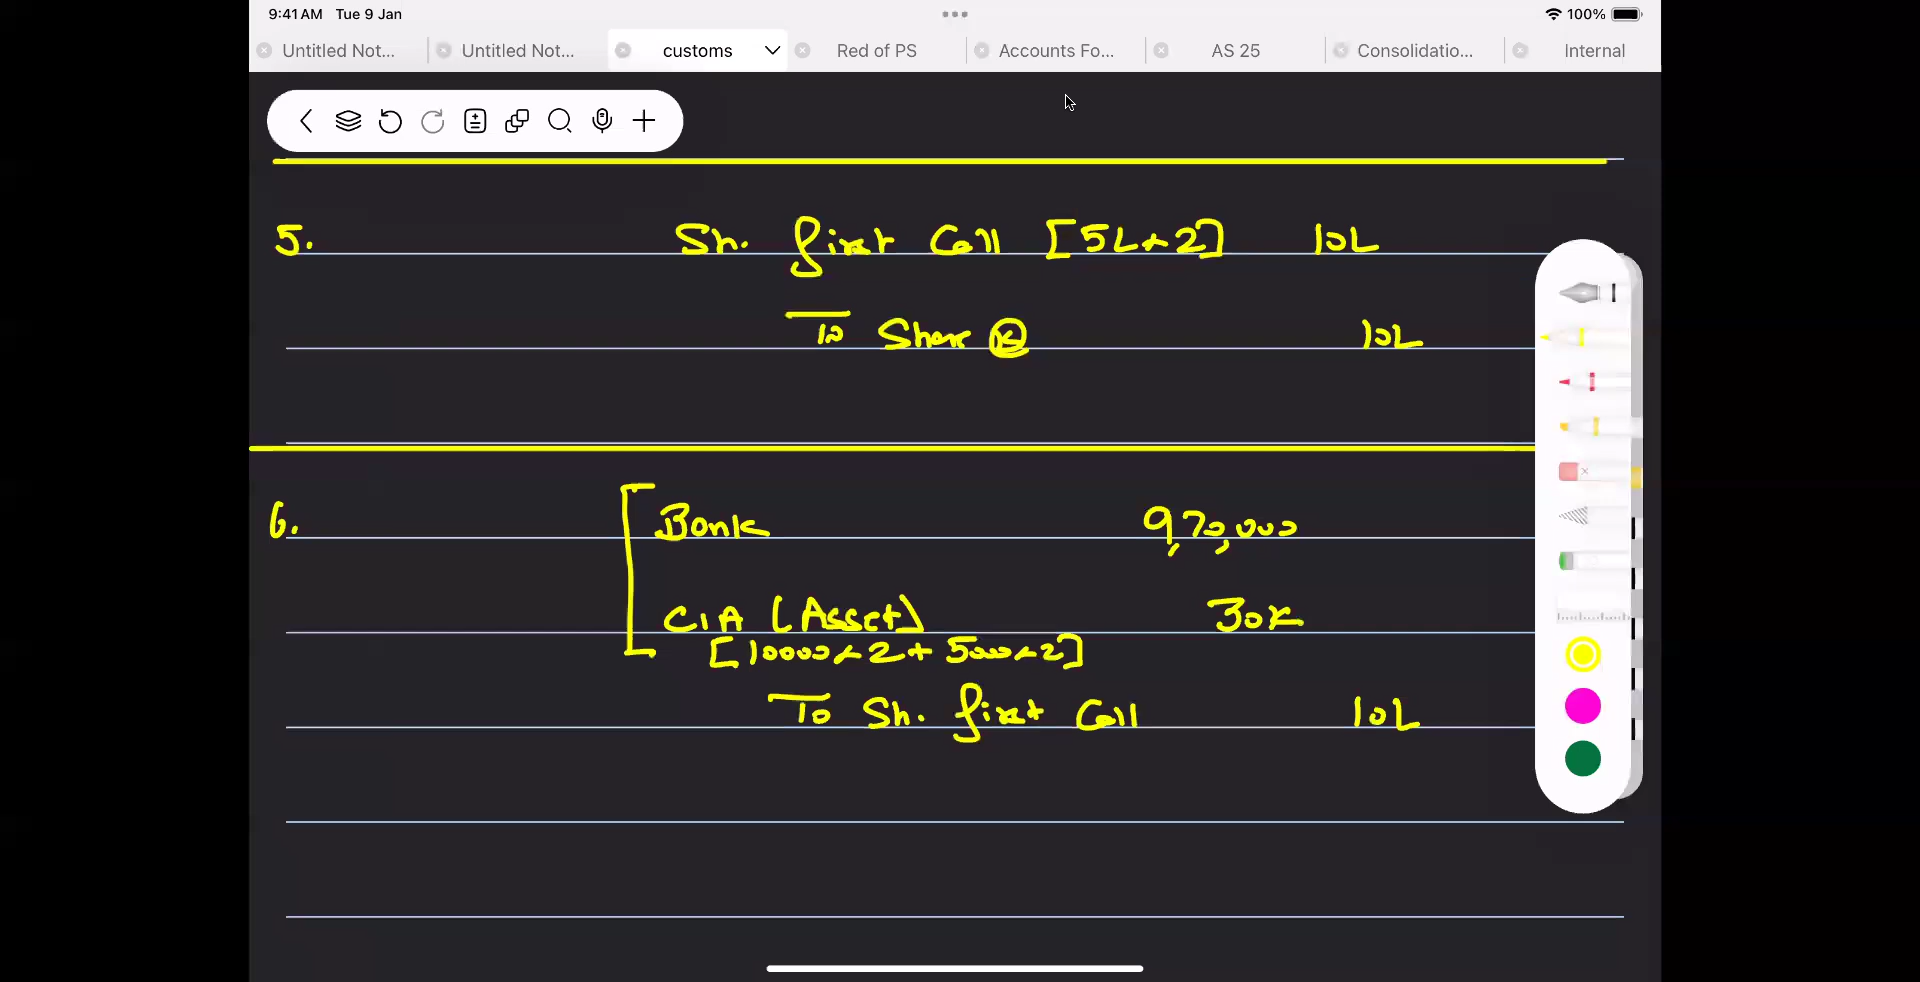 9:41 AM Tue 9 Jan
100%
Untitled Not... Untitled Not... customs Red of PS Accounts Fo... AS 25 Consolidatio... Internal
5. Sh. first Call [5L×2] 10L
To Share K 10L
6. Bank 9,70,000
CIA (Asset) 30K
[10000×2 + 5000×2]
To Sh. first Call 10L